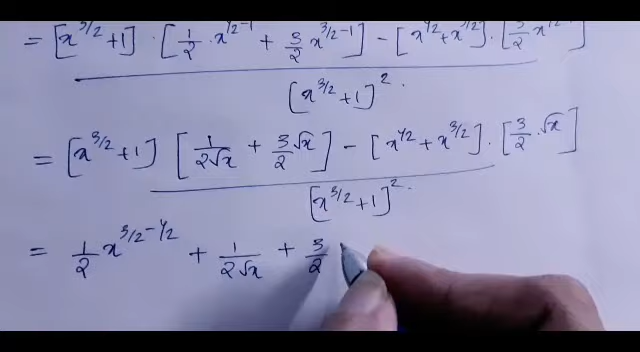 = [x^{3/2}+1] · [1/2 · x^{1/2-1} + 3/2 x^{3/2-1}] - [x^{1/2}+x^{3/2}] · [3/2 x
[x^{3/2}+1]^2 .
= [x^{3/2}+1] [1/(2√x) + 3/2 √x] - [x^{1/2} + x^{3/2}] · [3/2 · √x]
[x^{3/2}+1]^2 .
= 1/2 x^{3/2-1/2} + 1/(2√x) + 3/2